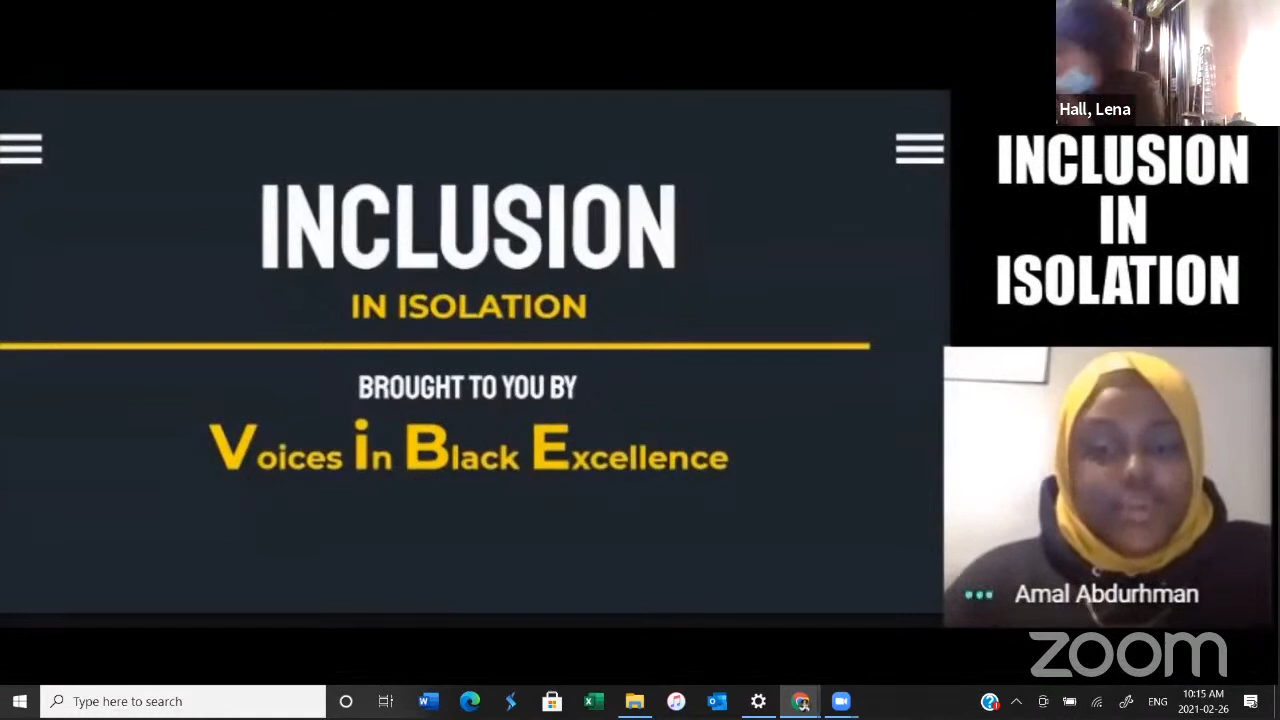 Hall, Lena
INCLUSION
IN ISOLATION
BROUGHT TO YOU BY
Voices in Black Excellence
INCLUSION
IN
ISOLATION
Amal Abdurhman
zoom
Type here to search
ENG
10:15 AM
2021-02-26